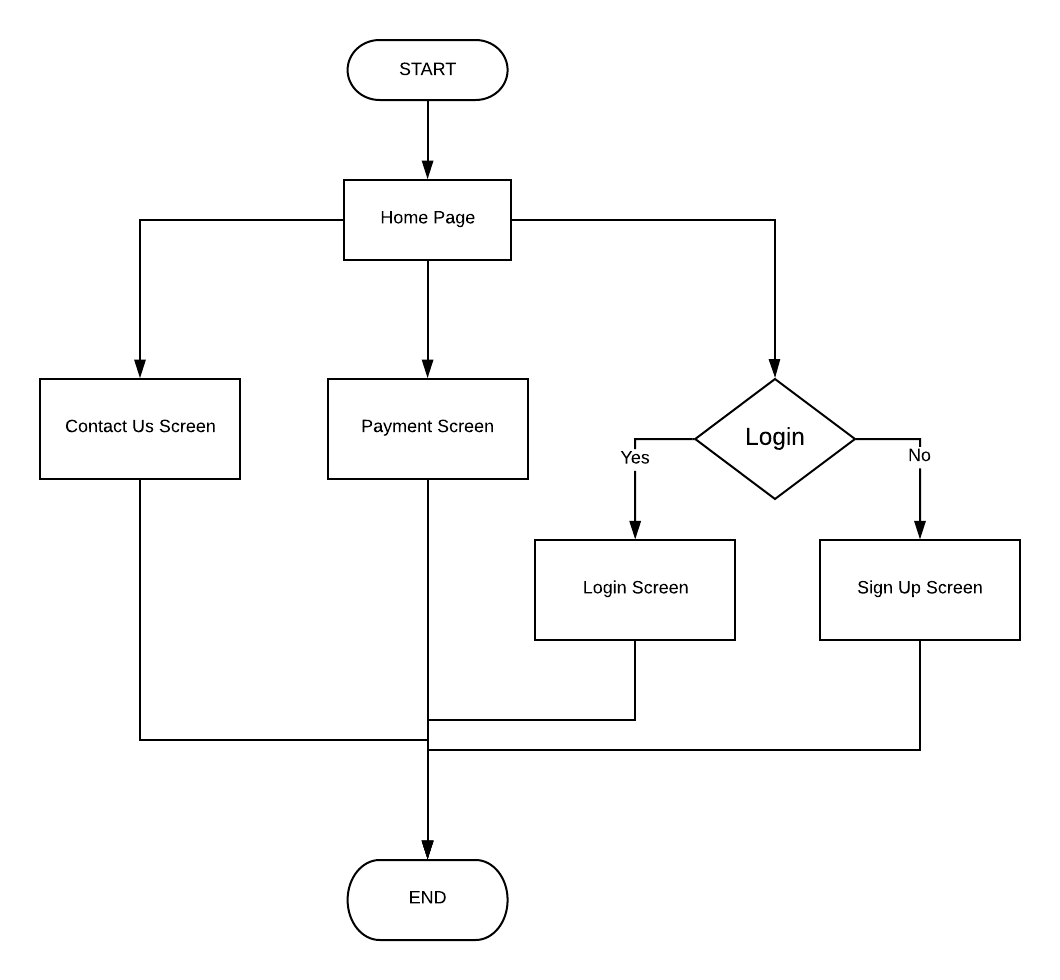 START
Home Page
Contact Us Screen
Payment Screen
Login
Yes
No
Login Screen
Sign Up Screen
END